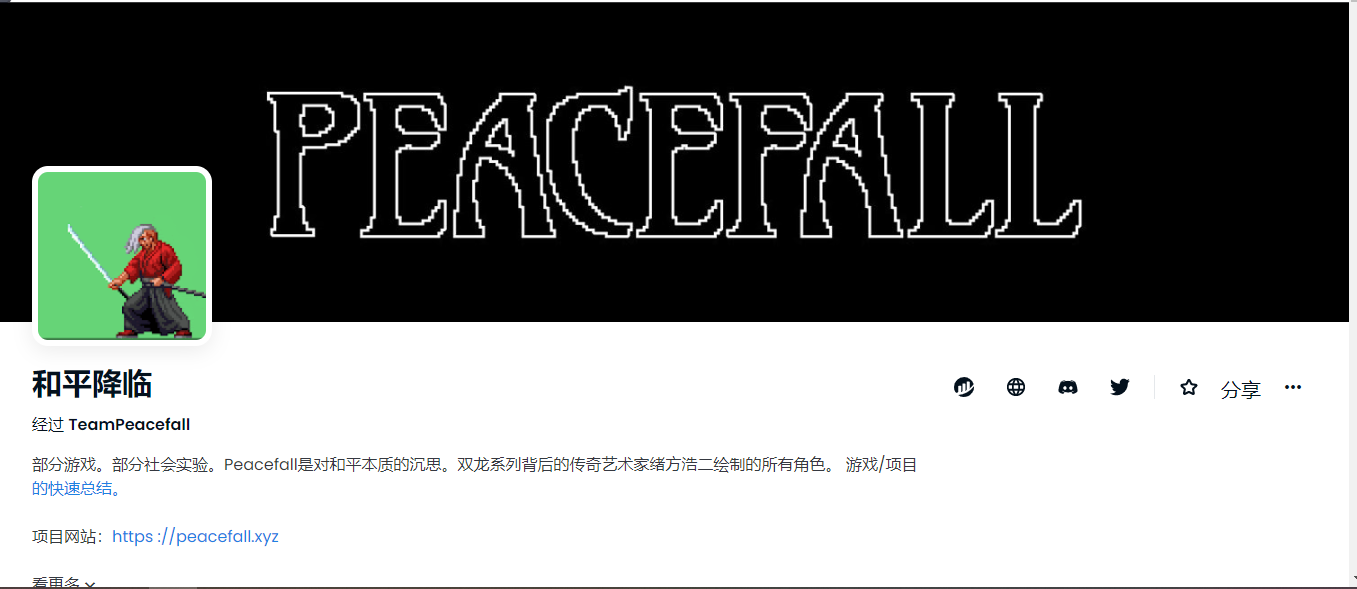 PEACEFALL
和平降临
分享
经过 TeamPeacefall
部分游戏。部分社会实验。Peacefall是对和平本质的沉思。双龙系列背后的传奇艺术家绪方浩二绘制的所有角色。 游戏/项目
的快速总结。
项目网站：https ://peacefall.xyz
看更多